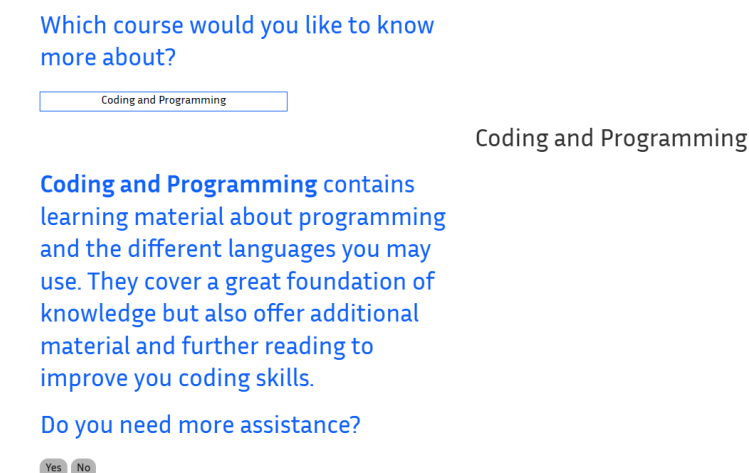 Which course would you like to know
more about?
Coding and Programming
Coding and Programming
Coding and Programming contains
learning material about programming
and the different languages you may
use. They cover a great foundation of
knowledge but also offer additional
material and further reading to
improve you coding skills.
Do you need more assistance?
Yes No